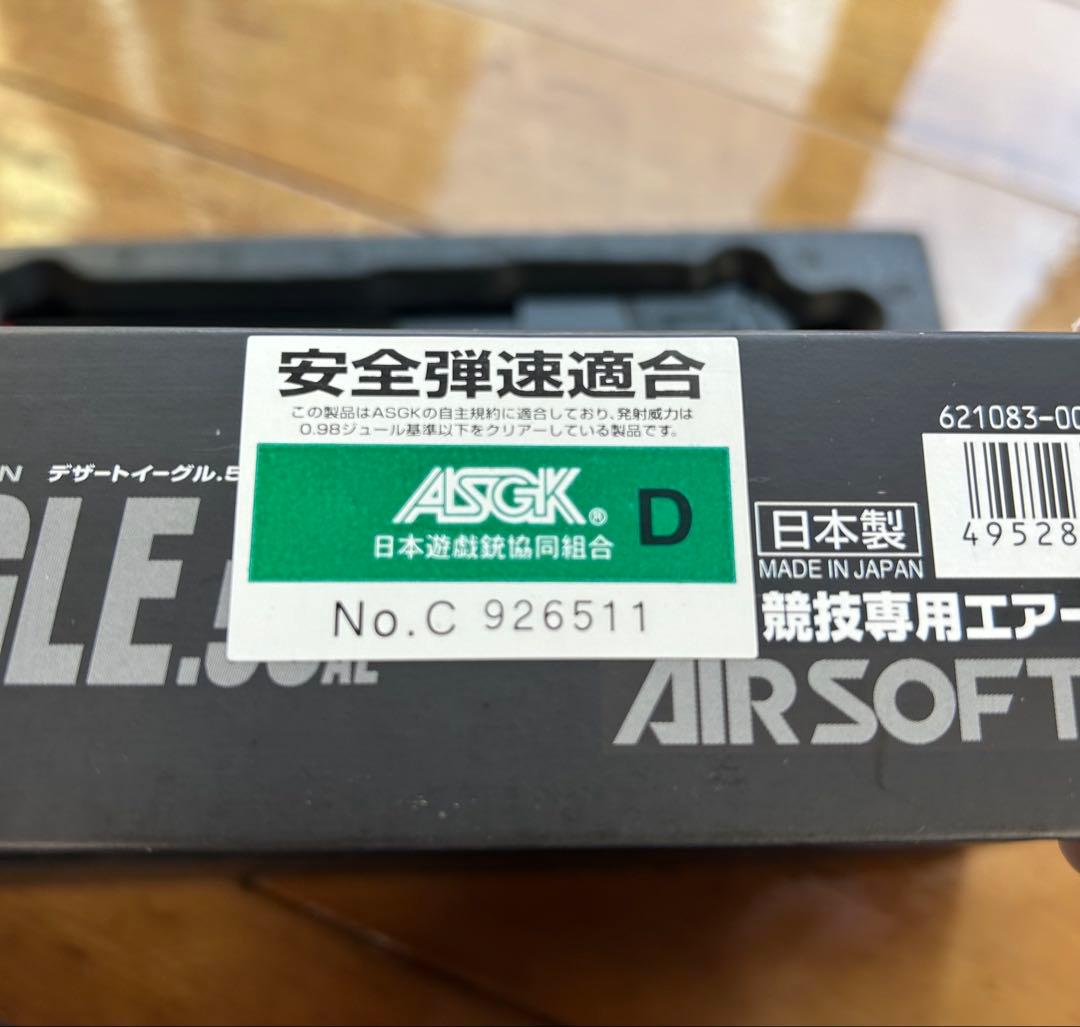 安全弾速適合
この製品はASGKの自主規約に適合しており、発射威力は
0.98ジュール基準以下をクリアーしている製品です。
ASGK® D
日本遊戯銃協同組合
No.C 926511
N デザートイーグル.5
GLE.50AE
621083-00
49528
日本製
MADE IN JAPAN
競技専用エアー
AIRSOFT